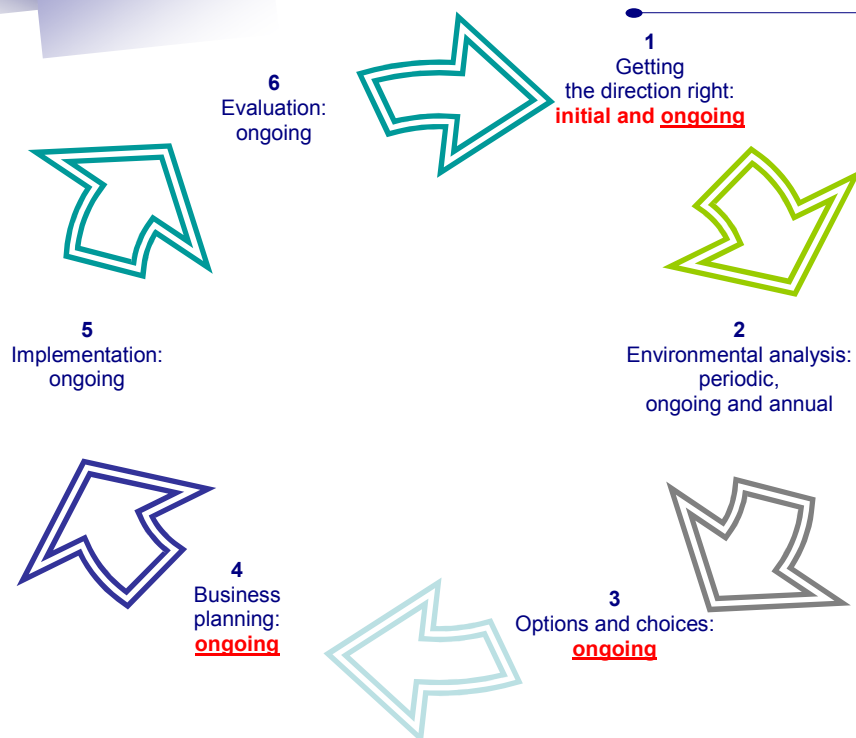 1
Getting
the direction right:
initial and ongoing
2
Environmental analysis:
periodic,
ongoing and annual
3
Options and choices:
ongoing
4
Business
planning:
ongoing
5
Implementation:
ongoing
6
Evaluation:
ongoing